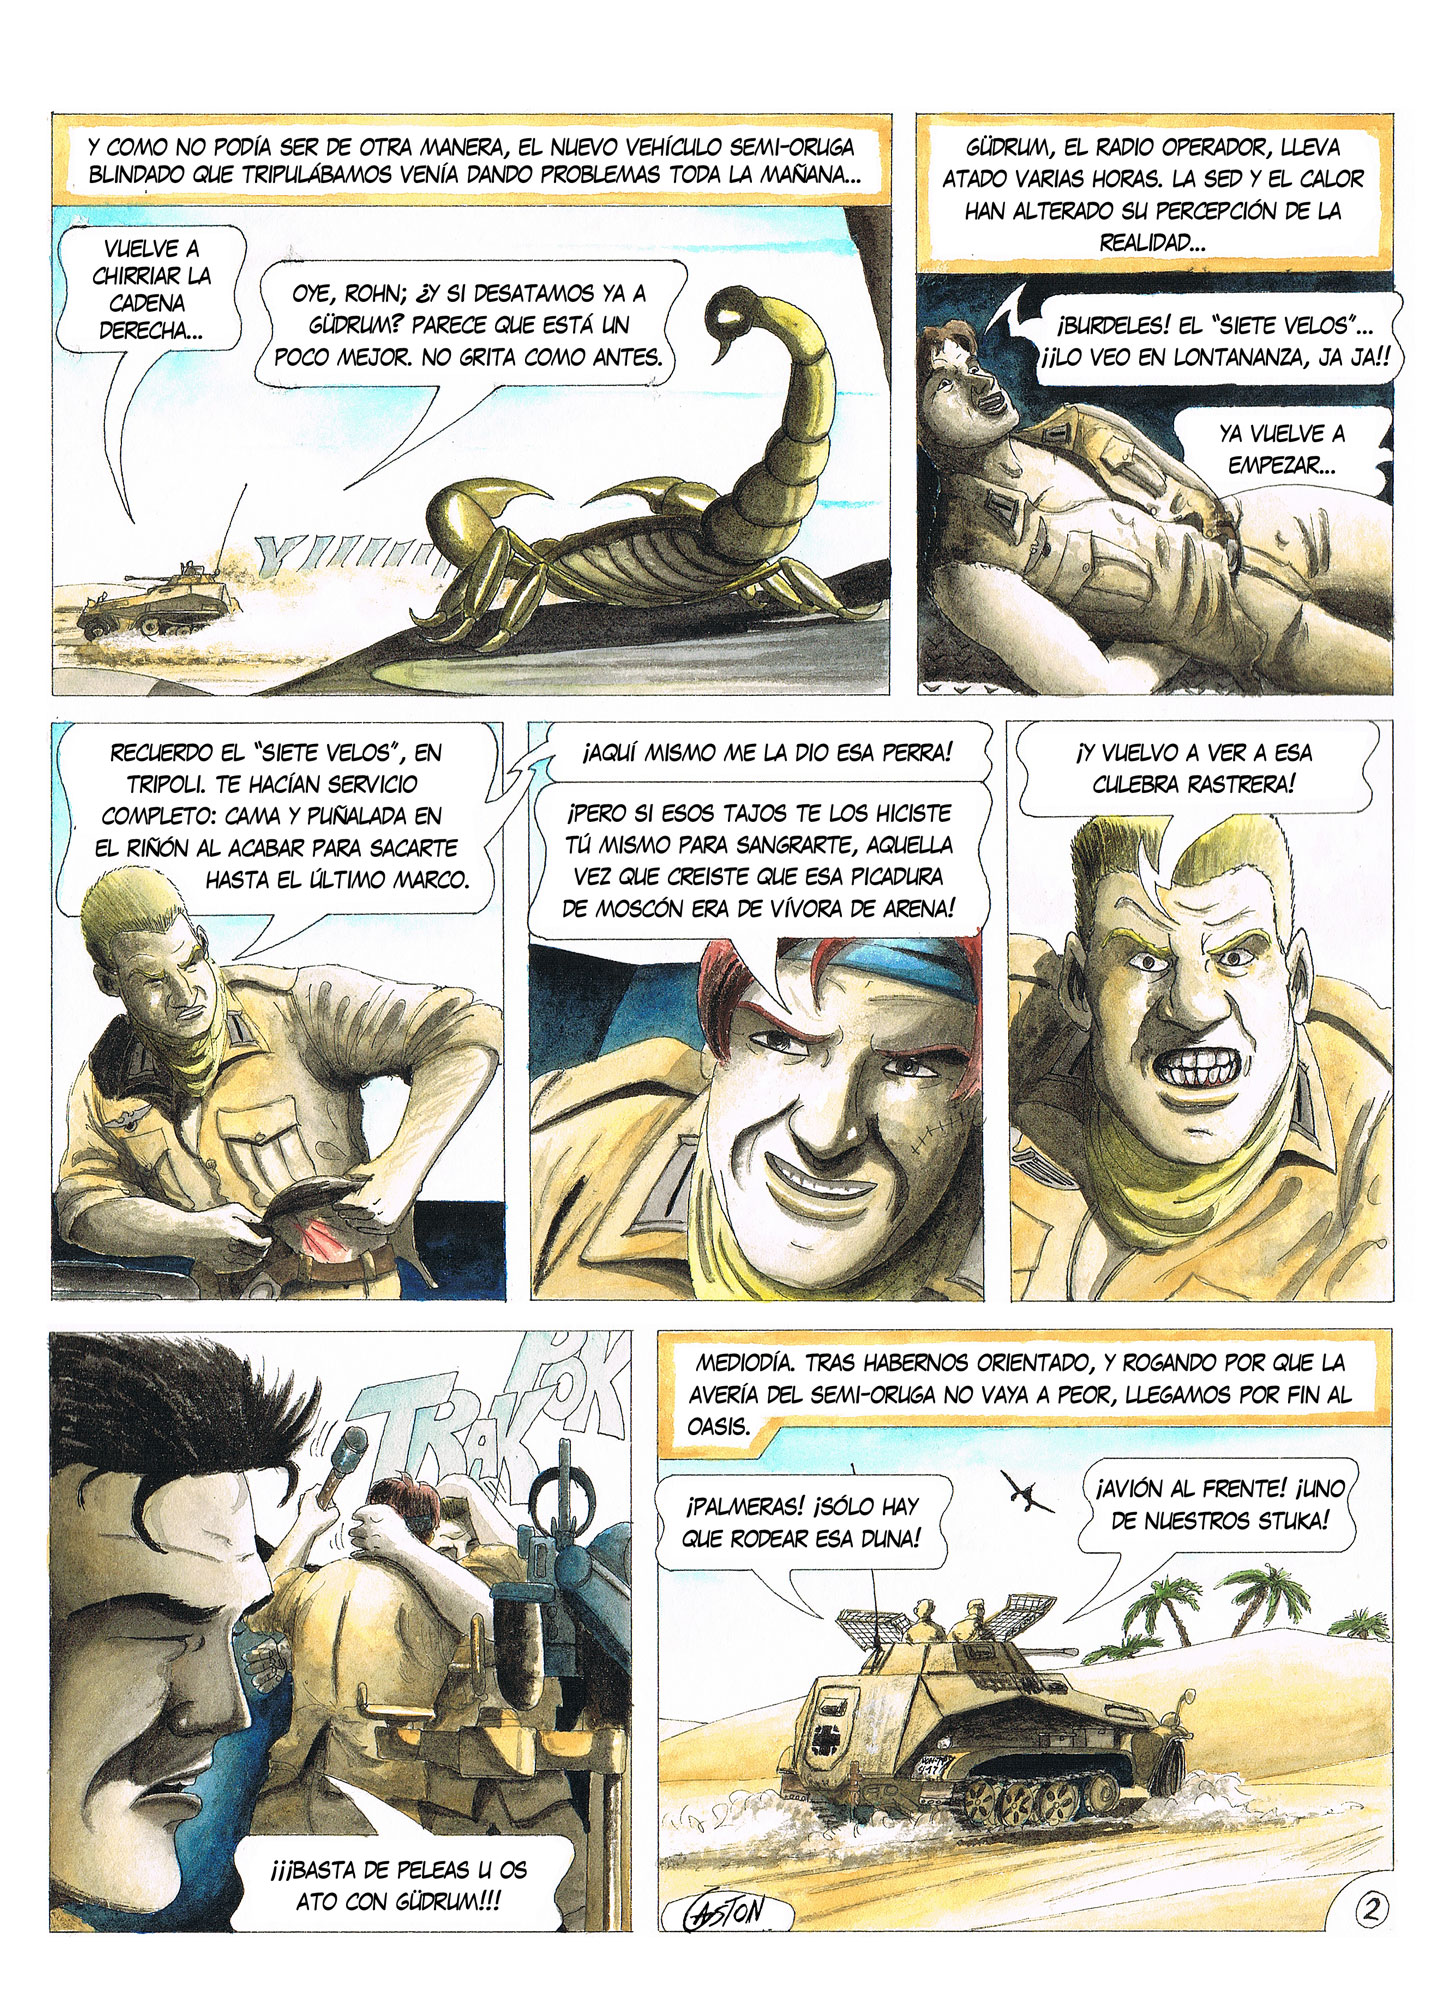 Y COMO NO PODÍA SER DE OTRA MANERA, EL NUEVO VEHÍCULO SEMI-ORUGA
BLINDADO QUE TRIPULÁBAMOS VENÍA DANDO PROBLEMAS TODA LA MAÑANA...
VUELVE A
CHIRRIAR LA
CADENA
DERECHA...
OYE, ROHN; ¿Y SI DESATAMOS YA A
GÜDRUM? PARECE QUE ESTÁ UN
POCO MEJOR. NO GRITA COMO ANTES.
YIIIIII
GÜDRUM, EL RADIO OPERADOR, LLEVA
ATADO VARIAS HORAS. LA SED Y EL CALOR
HAN ALTERADO SU PERCEPCIÓN DE LA
REALIDAD...
¡BURDELES! EL "SIETE VELOS"...
¡¡LO VEO EN LONTANANZA, JA JA!!
YA VUELVE A
EMPEZAR...
RECUERDO EL "SIETE VELOS", EN
TRIPOLI. TE HACÍAN SERVICIO
COMPLETO: CAMA Y PUÑALADA EN
EL RIÑÓN AL ACABAR PARA SACARTE
HASTA EL ÚLTIMO MARCO.
¡AQUÍ MISMO ME LA DIO ESA PERRA!
¡PERO SI ESOS TAJOS TE LOS HICISTE
TÚ MISMO PARA SANGRARTE, AQUELLA
VEZ QUE CREISTE QUE ESA PICADURA
DE MOSCÓN ERA DE VÍVORA DE ARENA!
¡Y VUELVO A VER A ESA
CULEBRA RASTRERA!
POK
TRAK
POK
¡¡¡BASTA DE PELEAS U OS
ATO CON GÜDRUM!!!
MEDIODÍA. TRAS HABERNOS ORIENTADO, Y ROGANDO POR QUE LA
AVERÍA DEL SEMI-ORUGA NO VAYA A PEOR, LLEGAMOS POR FIN AL
OASIS.
¡PALMERAS! ¡SÓLO HAY
QUE RODEAR ESA DUNA!
¡AVIÓN AL FRENTE! ¡UNO
DE NUESTROS STUKA!
GASTON
2